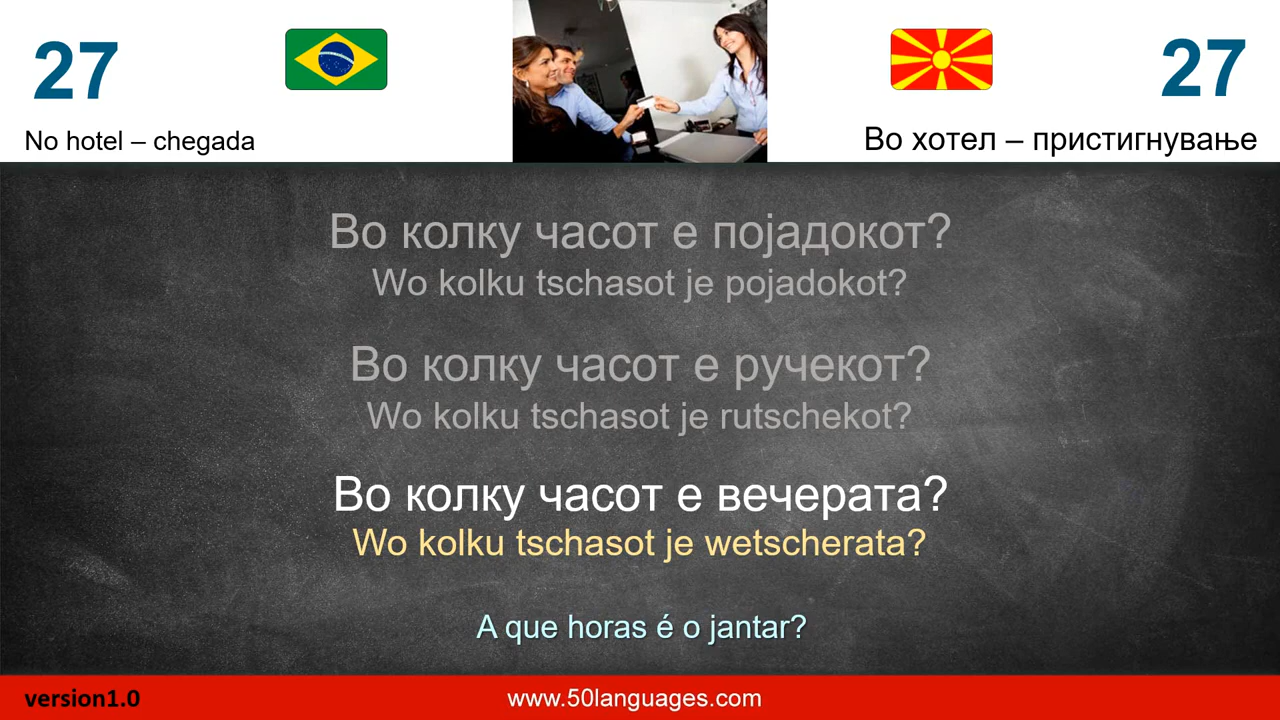 27
27
No hotel – chegada
Во хотел – пристигнување
Во колку часот е појадокот?
Wo kolku tschasot je pojadokot?
Во колку часот е ручекот?
Wo kolku tschasot je rutschekot?
Во колку часот е вечерата?
Wo kolku tschasot je wetscherata?
A que horas é o jantar?
version1.0
www.50languages.com